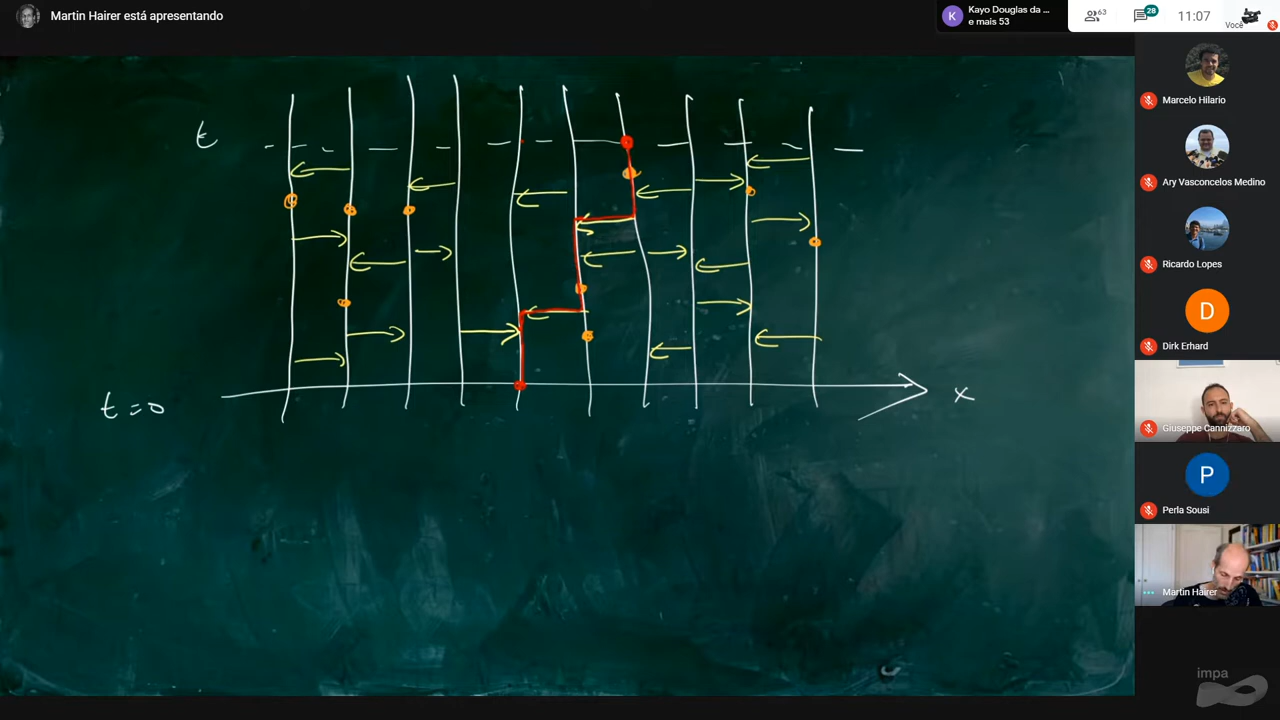 Martin Hairer está apresentando
Kayo Douglas da ...
e mais 53
63
28
11:07
Você
t
t=0
x
Marcelo Hilario
Ary Vasconcelos Medino
Ricardo Lopes
D
Dirk Erhard
Giuseppe Cannizzaro
P
Perla Sousi
Martin Hairer
K
impa